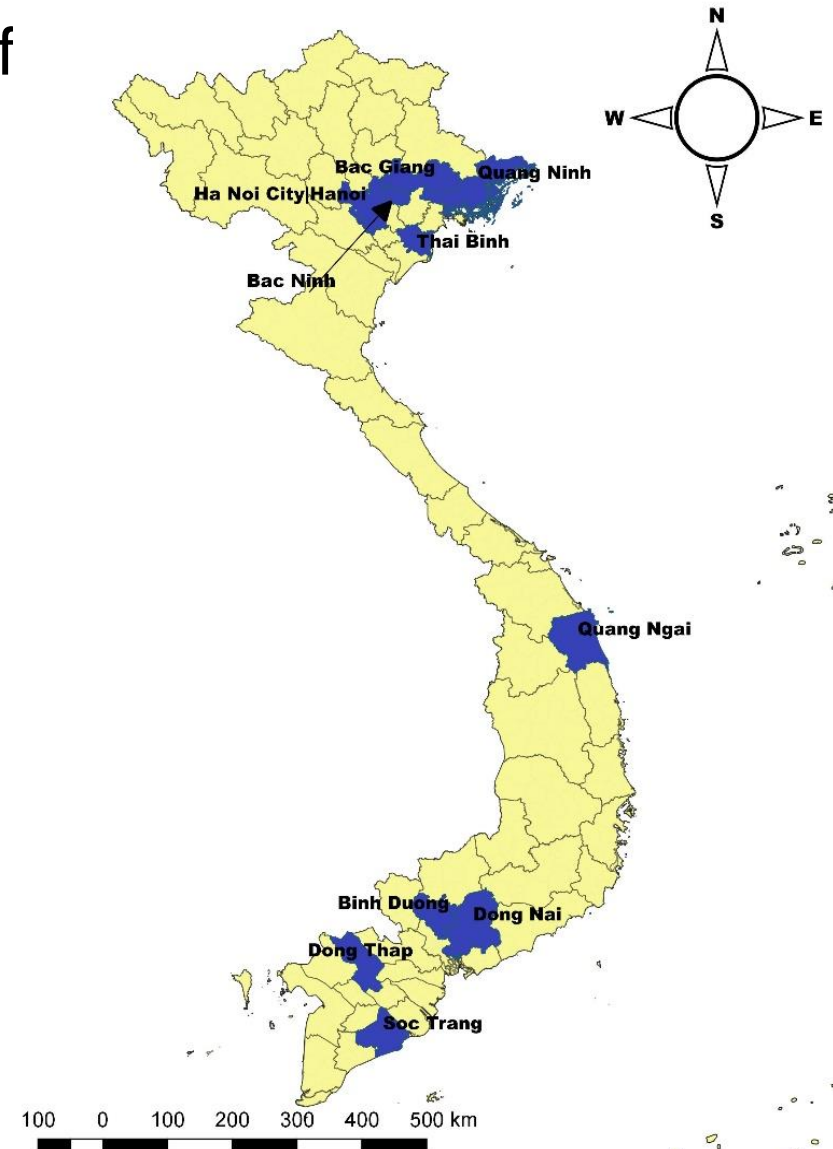 f
N
W
E
S
Bac Giang
Quang Ninh
Ha Noi City|Hanoi
Thai Binh
Bac Ninh
Quang Ngai
Binh Duong
Dong Nai
Dong Thap
Soc Trang
100 0 100 200 300 400 500 km